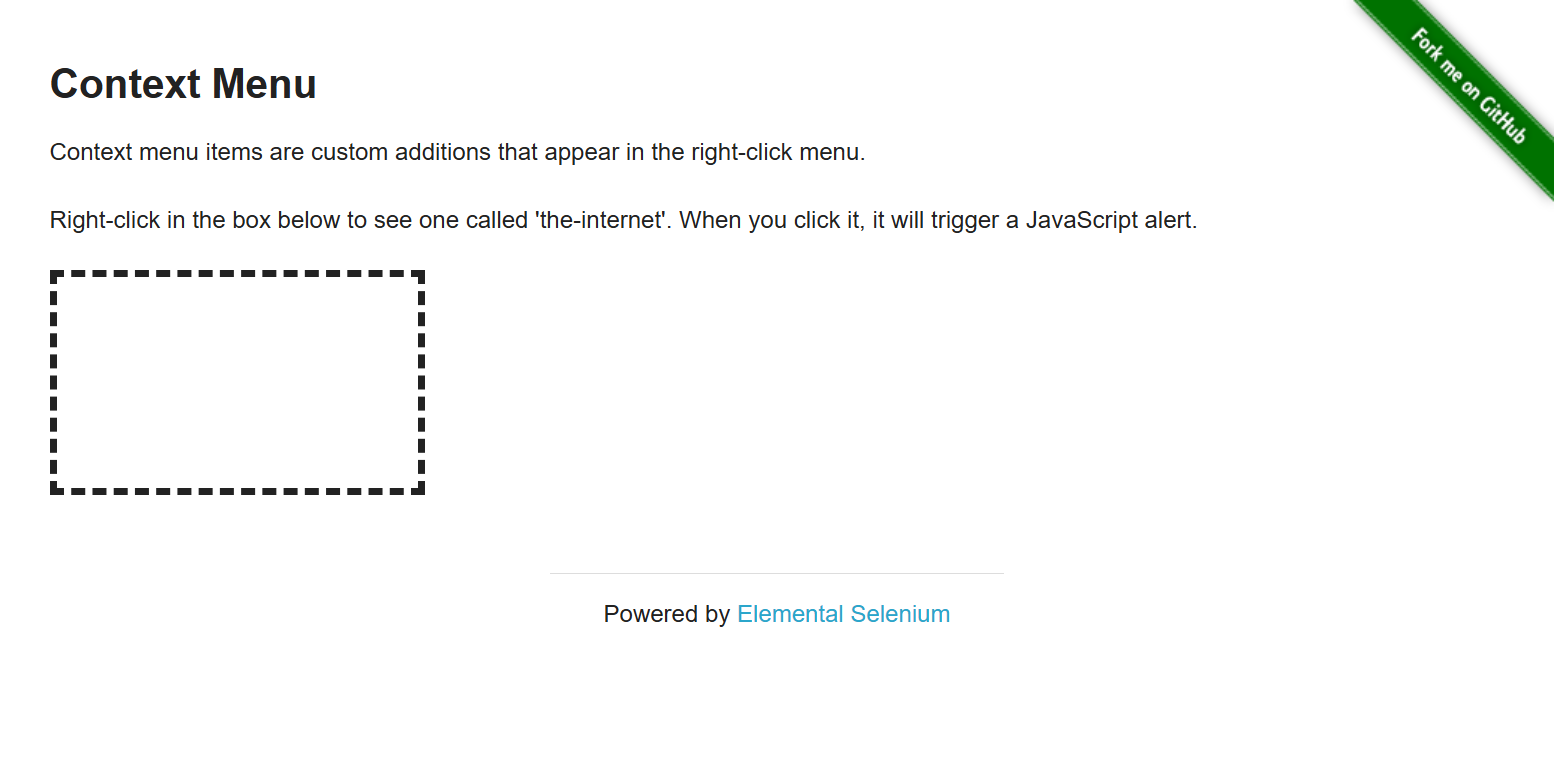 Fork me on GitHub
Context Menu
Context menu items are custom additions that appear in the right-click menu.
Right-click in the box below to see one called 'the-internet'. When you click it, it will trigger a JavaScript alert.
Powered by Elemental Selenium